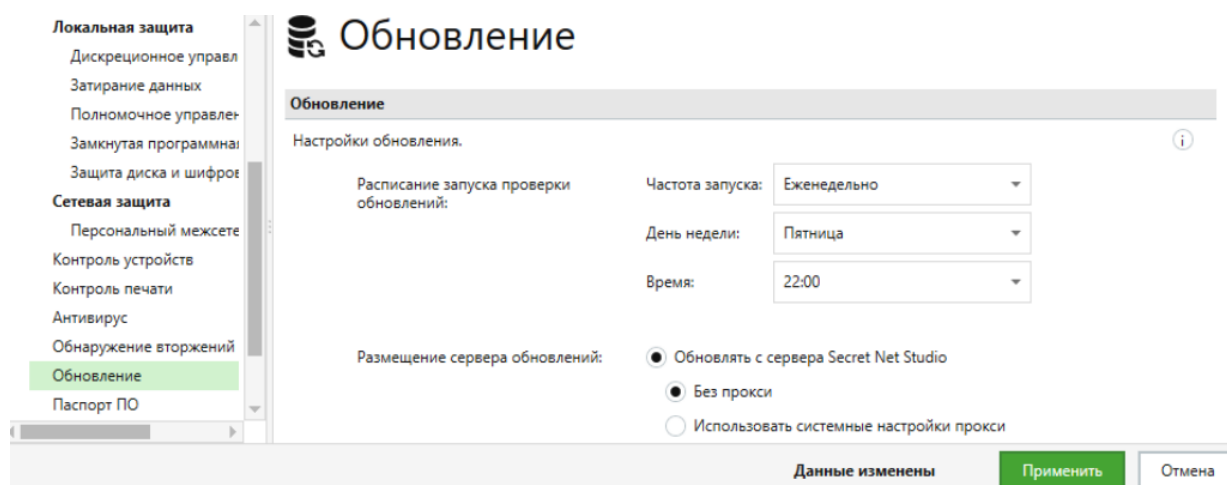 Локальная защита
Дискреционное управл
Затирание данных
Полномочное управлен
Замкнутая программна
Защита диска и шифров
Сетевая защита
Персональный межсете
Контроль устройств
Контроль печати
Антивирус
Обнаружение вторжений
Обновление
Паспорт ПО
Обновление
Обновление
Настройки обновления.
Расписание запуска проверки
обновлений:
Частота запуска: Еженедельно
День недели: Пятница
Время: 22:00
Размещение сервера обновлений: Обновлять с сервера Secret Net Studio
Без прокси
Использовать системные настройки прокси
Данные изменены Применить Отмена